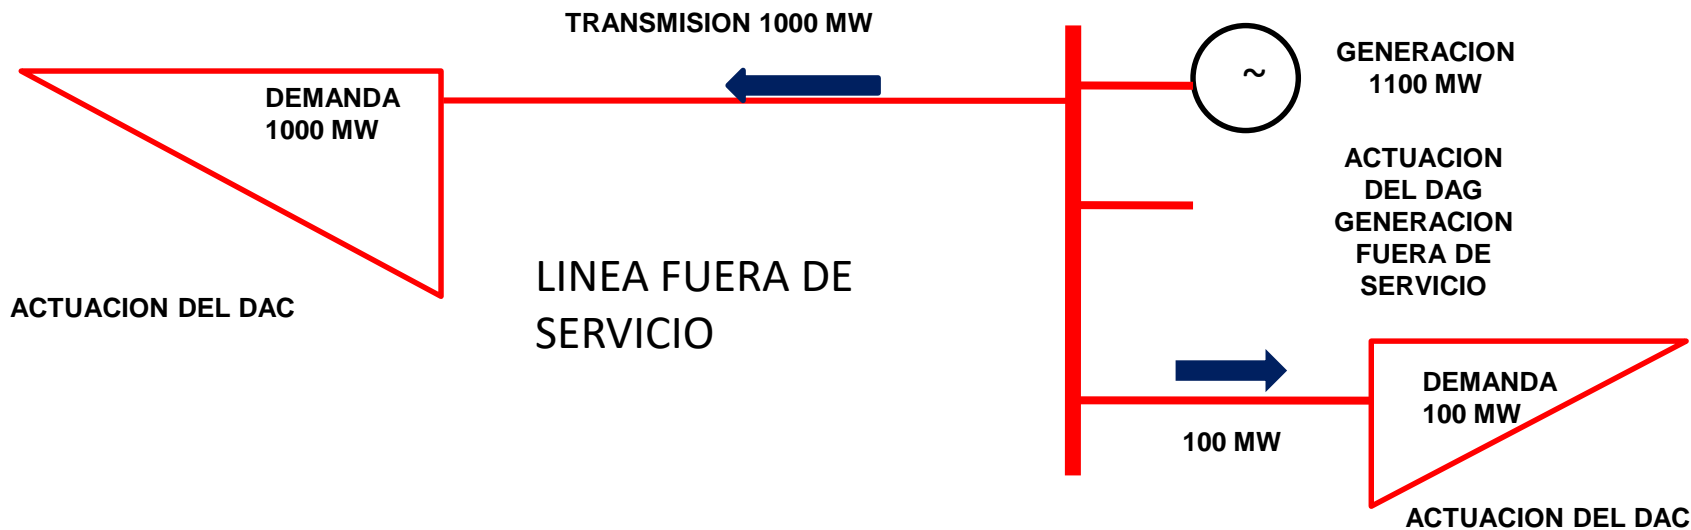 TRANSMISION 1000 MW
DEMANDA
1000 MW
ACTUACION DEL DAC
LINEA FUERA DE
SERVICIO
~
GENERACION
1100 MW
ACTUACION
DEL DAG
GENERACION
FUERA DE
SERVICIO
100 MW
DEMANDA
100 MW
ACTUACION DEL DAC